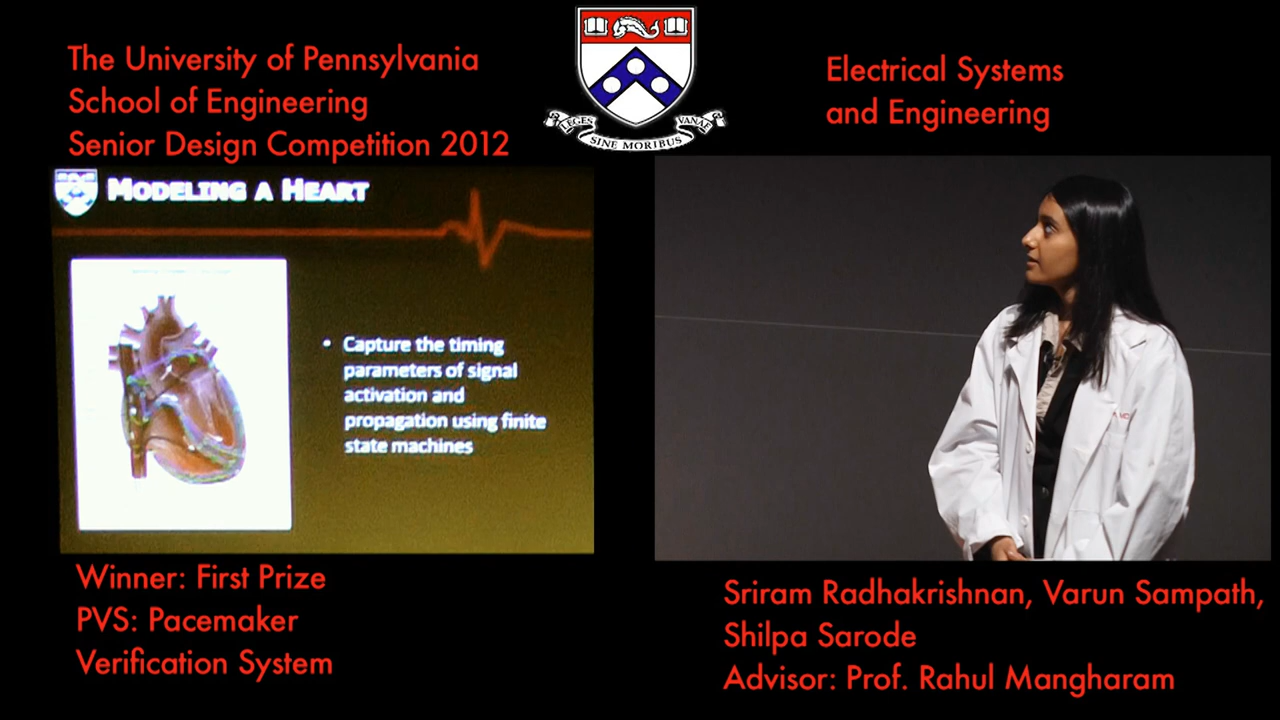 The University of Pennsylvania
School of Engineering
Senior Design Competition 2012
LEGES
SINE MORIBUS
VANAE
Electrical Systems
and Engineering
MODELING A HEART
• Capture the timing
parameters of signal
activation and
propagation using finite
state machines
Winner: First Prize
PVS: Pacemaker
Verification System
Sriram Radhakrishnan, Varun Sampath,
Shilpa Sarode
Advisor: Prof. Rahul Mangharam